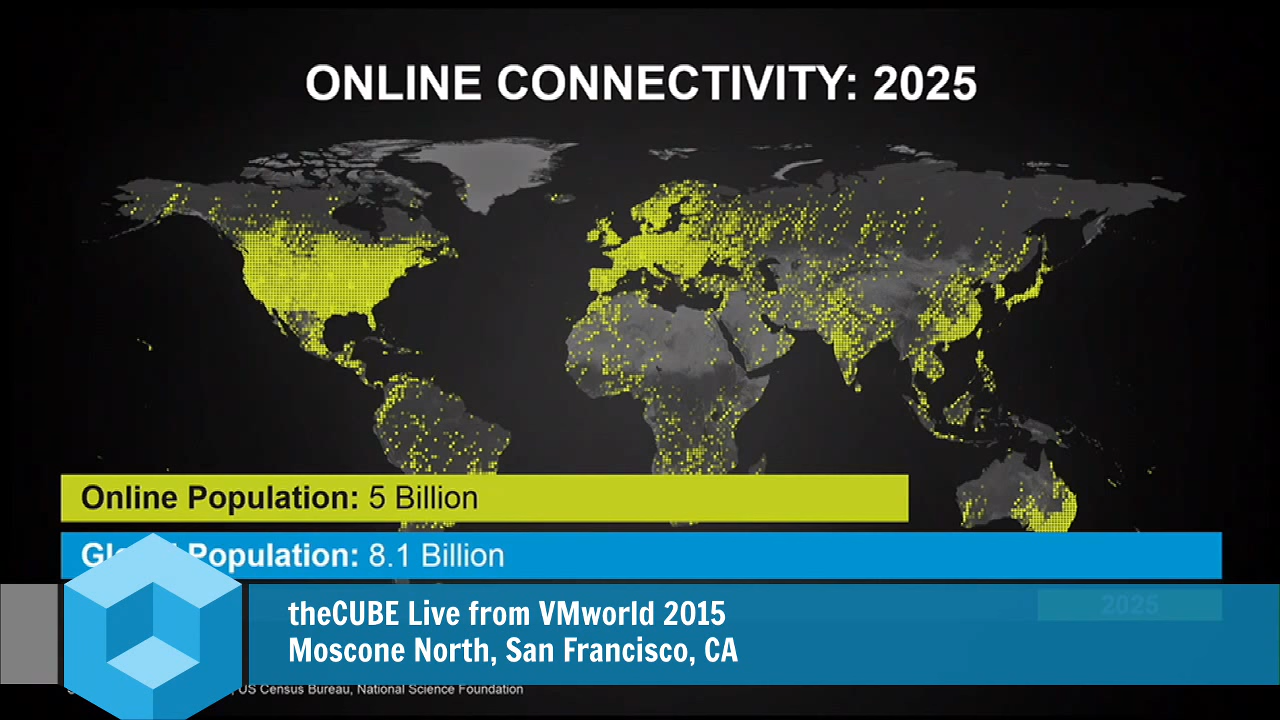 ONLINE CONNECTIVITY: 2025
Online Population: 5 Billion
Population: 8.1 Billion
2025
theCUBE Live from VMworld 2015
Moscone North, San Francisco, CA
, US Census Bureau, National Science Foundation